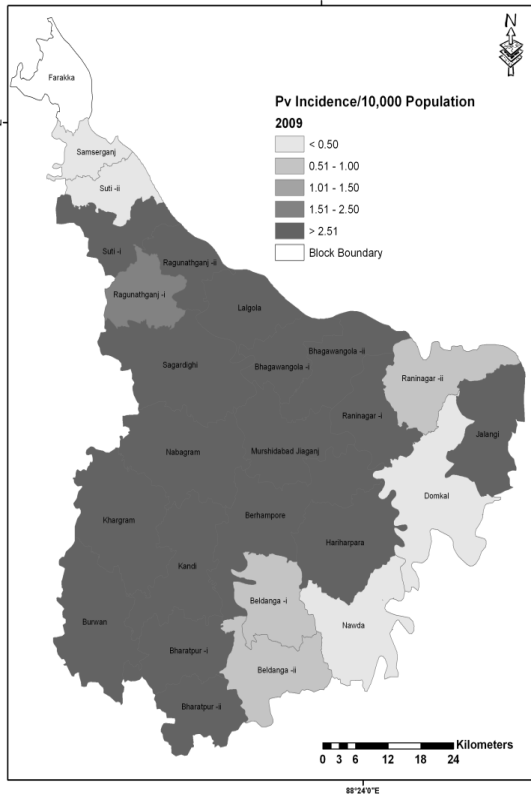 N
Farakka
Pv Incidence/10,000 Population
2009
< 0.50
0.51 - 1.00
1.01 - 1.50
1.51 - 2.50
> 2.51
Block Boundary
Samserganj
Suti -ii
Suti -i
Ragunathganj -ii
Ragunathganj -i
Lalgola
Bhagawangola -ii
Sagardighi
Bhagawangola -i
Raninagar -ii
Raninagar -i
Jalangi
Nabagram
Murshidabad Jiaganj
Domkal
Khargram
Berhampore
Hariharpara
Kandi
Beldanga -i
Burwan
Nawda
Bharatpur -i
Beldanga -ii
Bharatpur -ii
Kilometers
0 3 6 12 18 24
88°24'0"E